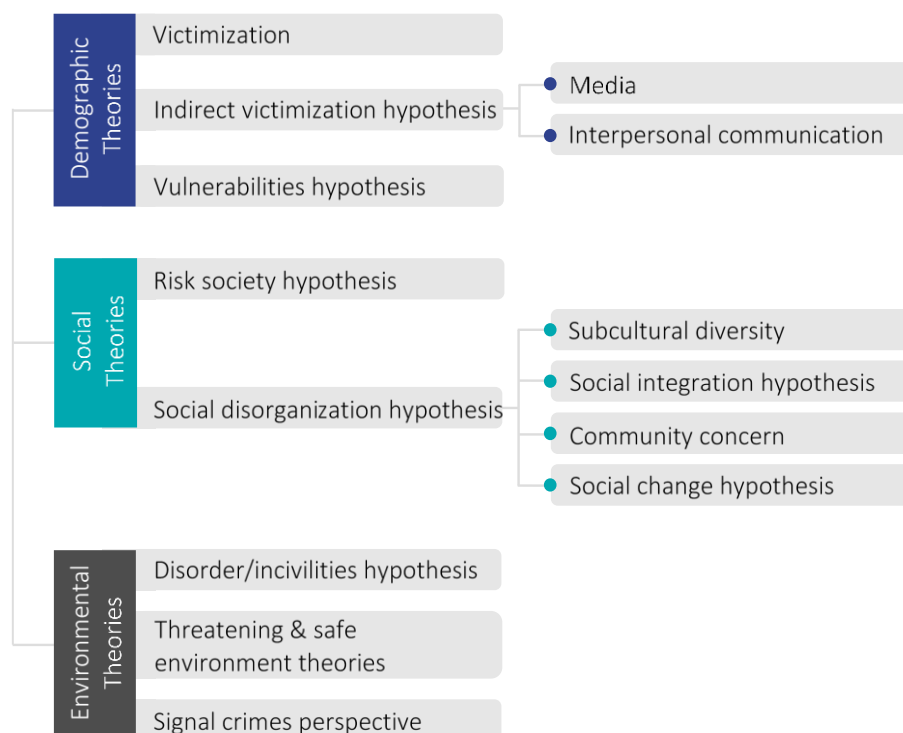 Demographic
Theories
Victimization
Indirect victimization hypothesis
Media
Interpersonal communication
Vulnerabilities hypothesis
Social
Theories
Risk society hypothesis
Social disorganization hypothesis
Subcultural diversity
Social integration hypothesis
Community concern
Social change hypothesis
Environmental
Theories
Disorder/incivilities hypothesis
Threatening & safe
environment theories
Signal crimes perspective